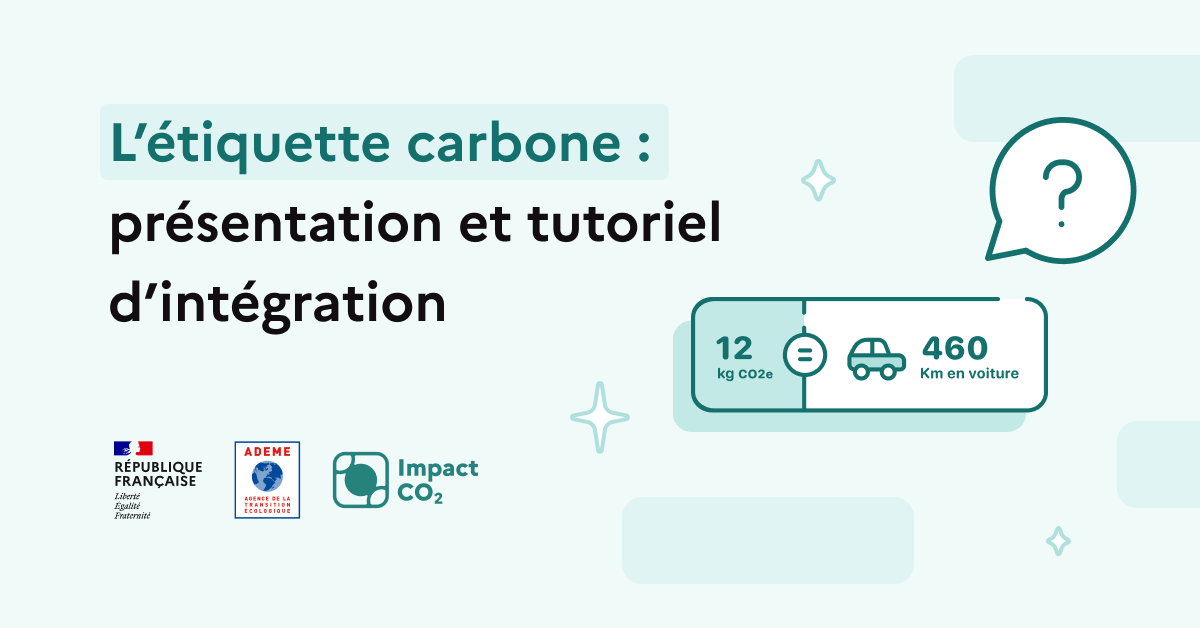 L’étiquette carbone :
présentation et tutoriel
d’intégration
?
12
kg CO2e
=
460
Km en voiture
RÉPUBLIQUE
FRANÇAISE
Liberté
Égalité
Fraternité
ADEME
AGENCE DE LA
TRANSITION
ÉCOLOGIQUE
Impact
CO₂